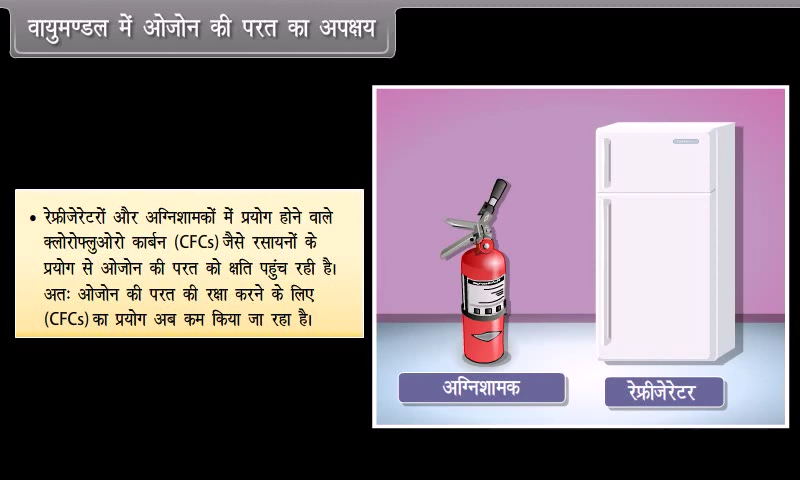 वायुमण्डल में ओजोन की परत का अपक्षय
• रेफ्रीजेरेटरों और अग्निशामकों में प्रयोग होने वाले
क्लोरोफ्लुओरो कार्बन (CFCs) जैसे रसायनों के
प्रयोग से ओजोन की परत को क्षति पहुंच रही है।
अतः ओजोन की परत की रक्षा करने के लिए
(CFCs) का प्रयोग अब कम किया जा रहा है।
अग्निशामक
रेफ्रीजेरेटर